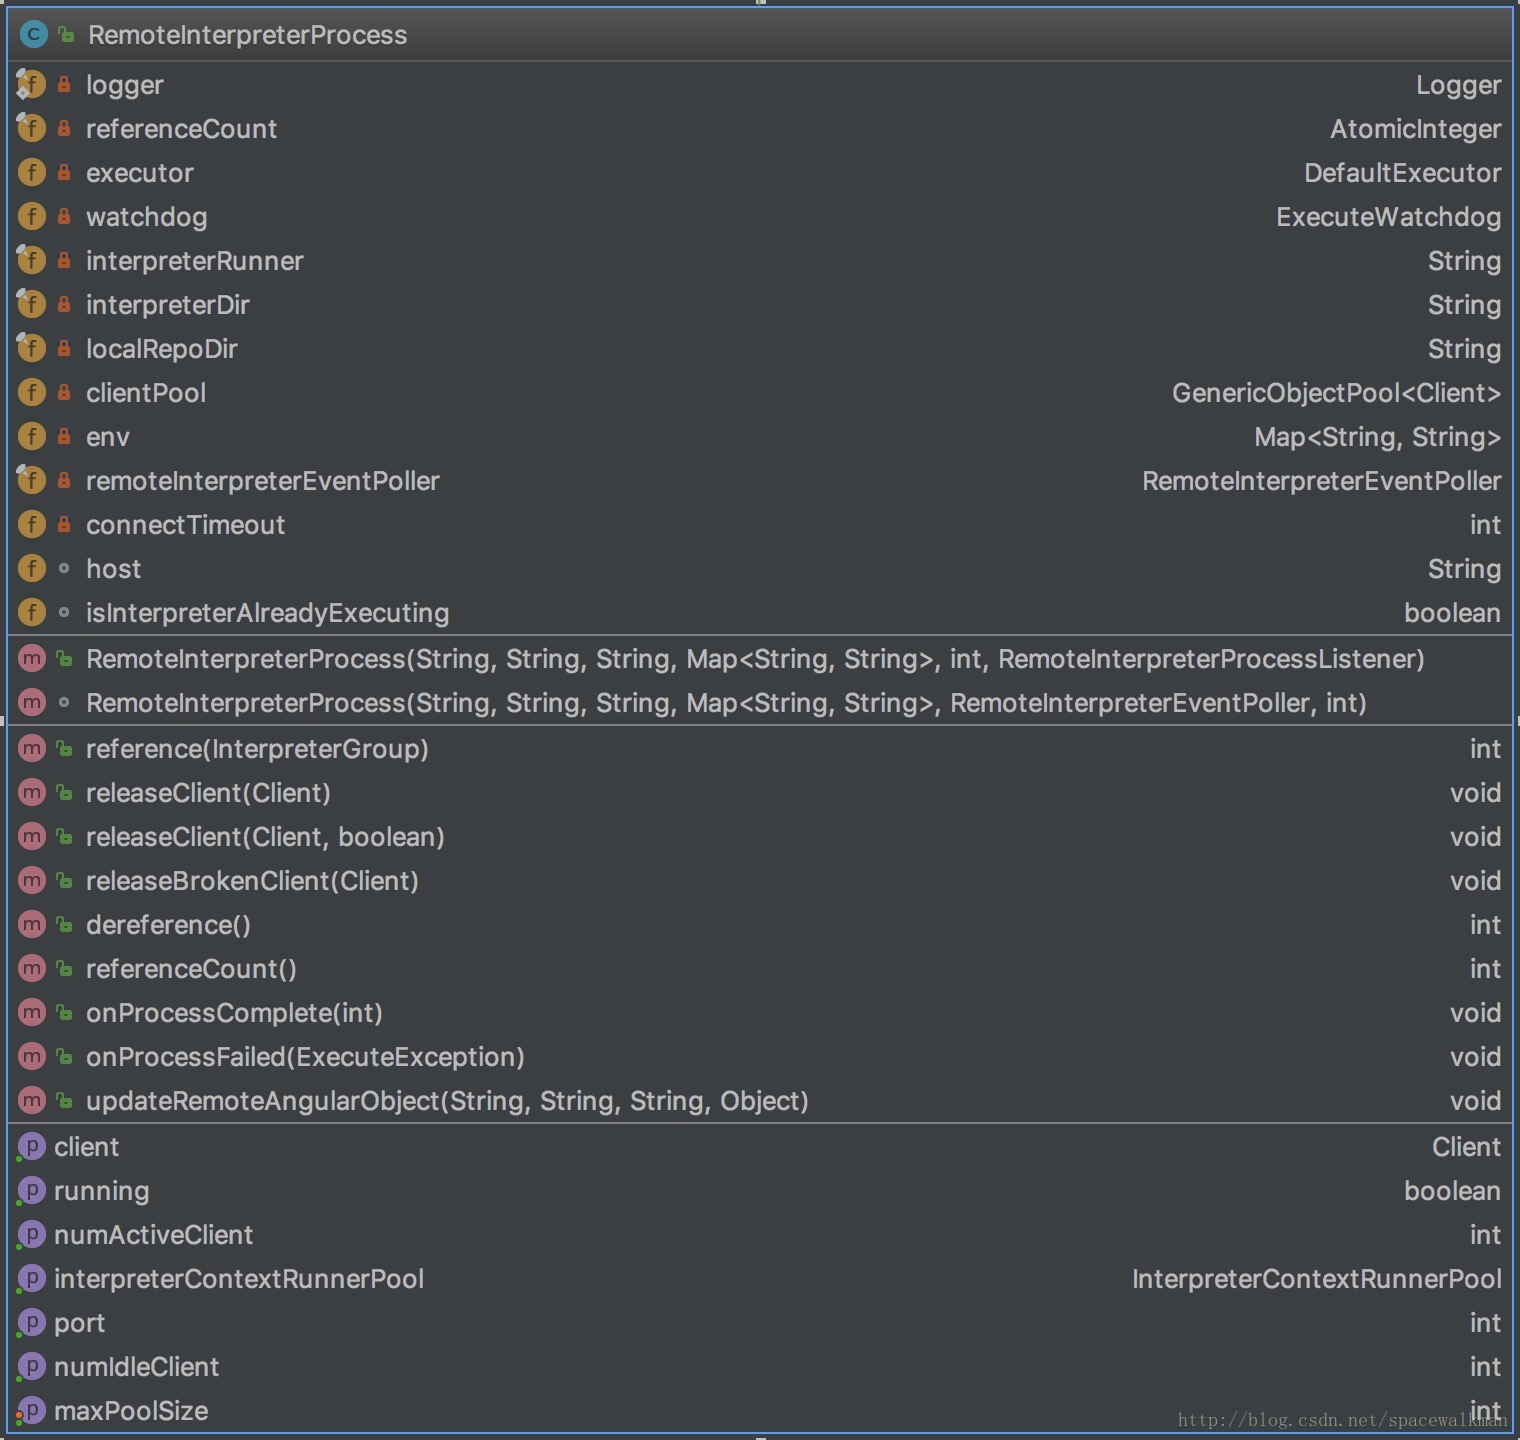 C RemoteInterpreterProcess
f logger Logger
f referenceCount AtomicInteger
f executor DefaultExecutor
f watchdog ExecuteWatchdog
f interpreterRunner String
f interpreterDir String
f localRepoDir String
f clientPool GenericObjectPool<Client>
f env Map<String, String>
f remoteInterpreterEventPoller RemoteInterpreterEventPoller
f connectTimeout int
f host String
f isInterpreterAlreadyExecuting boolean
m RemoteInterpreterProcess(String, String, String, Map<String, String>, int, RemoteInterpreterProcessListener)
m RemoteInterpreterProcess(String, String, String, Map<String, String>, RemoteInterpreterEventPoller, int)
m reference(InterpreterGroup) int
m releaseClient(Client) void
m releaseClient(Client, boolean) void
m releaseBrokenClient(Client) void
m dereference() int
m referenceCount() int
m onProcessComplete(int) void
m onProcessFailed(ExecuteException) void
m updateRemoteAngularObject(String, String, String, Object) void
p client Client
p running boolean
p numActiveClient int
p interpreterContextRunnerPool InterpreterContextRunnerPool
p port int
p numIdleClient int
p maxPoolSize int
http://blog.csdn.net/spacewalkman